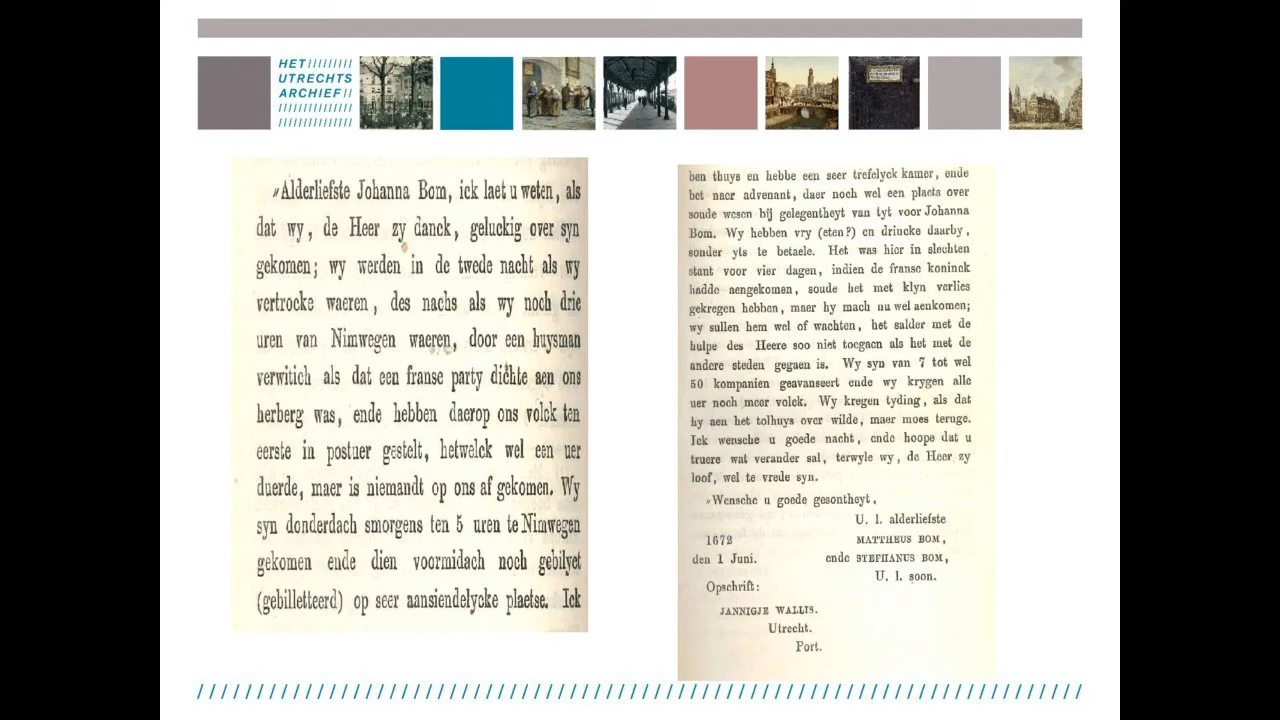 HET
UTRECHTS
ARCHIEF
„Alderliefste Johanna Bom, ick laet u weten, als
dat wy, de Heer zy danck, geluckig over syn
gekomen; wy werden in de twede nacht als wy
vertrocke waeren, des nachs als wy noch drie
uren van Nimwegen waeren, door een huysman
verwitich als dat een franse party dichte aen ons
herberg was, ende hebben daerop ons volck ten
eerste in postuer gestelt, hetwelck wel een uer
duerde, maer is niemandt op ons af gekomen. Wy
syn donderdach smorgens ten 5 uren te Nimwegen
gekomen ende dien voormidach noch gebilyet
(gebilletteerd) op seer aansiendelycke plaetse. Ick
ben thuys en hebbe een seer trefelyck kamer, ende
bet naer advenant, daer noch wel een plaets over
soude wesen bij gelegentheyt van tyt voor Johanna
Bom. Wy hebben vry (eten?) en drincke daarby,
sonder yts te betaele. Het was hier in slechten
stant voor vier dagen, indien de franse koninck
hadde aengekomen, soude het met klyn verlies
gekregen hebben, maer hy mach nu wel aenkomen;
wy sullen hem wel of wachten, het salder met de
hulpe des Heere soo niet toegaen als het met de
andere steden gegaen is. Wy syn van 7 tot wel
50 kompanien geavanseert ende wy krygen alle
uer noch meer volck. Wy kregen tyding, als dat
hy aen het tolhuys over wilde, maer moes teruge.
Ick wensche u goede nacht, ende hoope dat u
truere wat verander sal, terwyle wy, de Heer zy
loof, wel te vrede syn.
„Wensche u goede gesontheyt,
U. l. alderliefste
1672 MATTHEUS BOM,
den 1 Juni. ende STEPHANUS BOM,
U. l. soon.
Opschrift:
JANNIGJE WALLIS.
Utrecht.
Port.